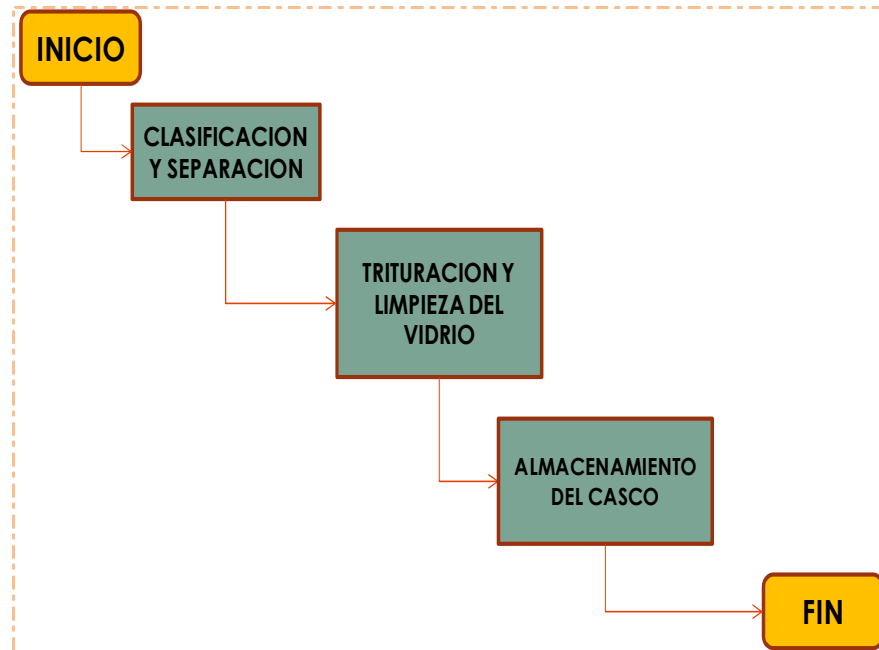 INICIO
CLASIFICACION
Y SEPARACION
TRITURACION Y
LIMPIEZA DEL
VIDRIO
ALMACENAMIENTO
DEL CASCO
FIN